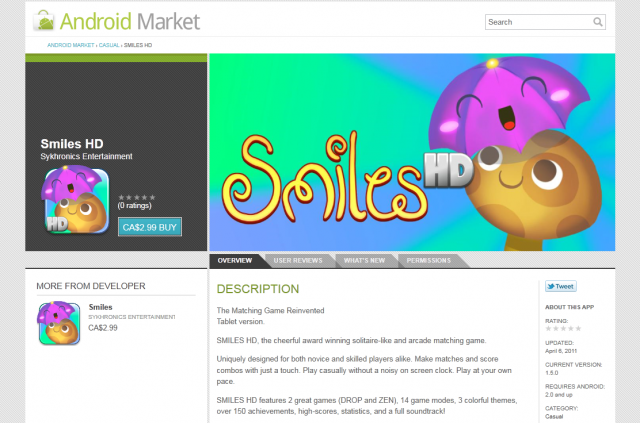 Android Market
Search
ANDROID MARKET › CASUAL › SMILES HD
Smiles HD
Sykhronics Entertainment
HD
(0 ratings)
CA$2.99 BUY
Smiles HD
OVERVIEW
USER REVIEWS
WHAT'S NEW
PERMISSIONS
MORE FROM DEVELOPER
Smiles
SYKHRONICS ENTERTAINMENT
CA$2.99
DESCRIPTION
The Matching Game Reinvented
Tablet version.
SMILES HD, the cheerful award winning solitaire-like and arcade matching game.
Uniquely designed for both novice and skilled players alike. Make matches and score
combos with just a touch. Play casually without a noisy on screen clock. Play at your own
pace.
SMILES HD features 2 great games (DROP and ZEN), 14 game modes, 3 colorful themes,
over 150 achievements, high-scores, statistics, and a full soundtrack!
Tweet
ABOUT THIS APP
RATING:
UPDATED:
April 6, 2011
CURRENT VERSION:
1.5.0
REQUIRES ANDROID:
2.0 and up
CATEGORY:
Casual